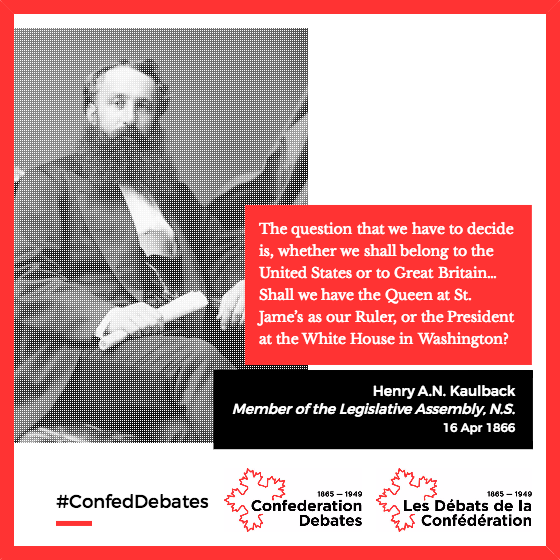 The question that we have to decide
is, whether we shall belong to the
United States or to Great Britain...
Shall we have the Queen at St.
Jame's as our Ruler, or the President
at the White House in Washington?
Henry A.N. Kaulback
Member of the Legislative Assembly, N.S.
16 Apr 1866
#ConfedDebates
1865 — 1949
Confederation
Debates
1865 — 1949
Les Débats de la
Confédération